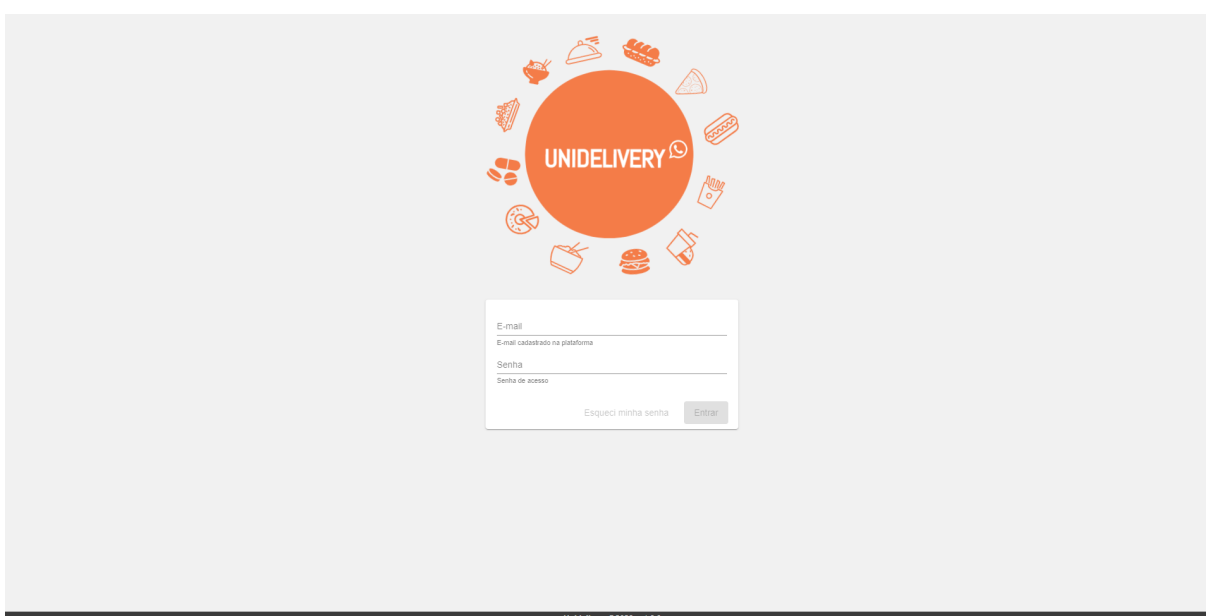 UNIDELIVERY
E-mail
E-mail cadastrado na plataforma
Senha
Senha de acesso
Esqueci minha senha Entrar